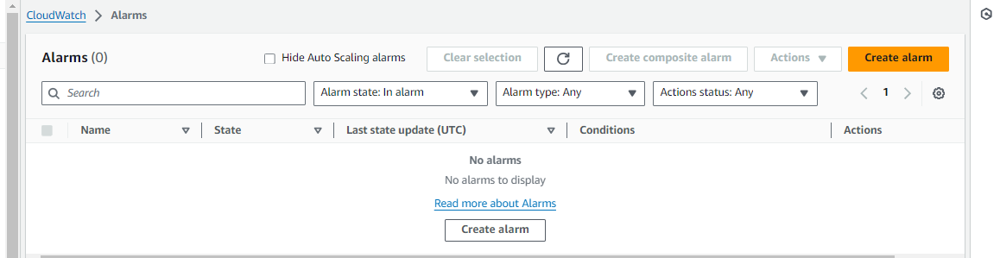 CloudWatch Alarms
Alarms (0) Hide Auto Scaling alarms Clear selection Create composite alarm Actions Create alarm
Search Alarm state: In alarm Alarm type: Any Actions status: Any 1
Name State Last state update (UTC) Conditions Actions
No alarms
No alarms to display
Read more about Alarms
Create alarm